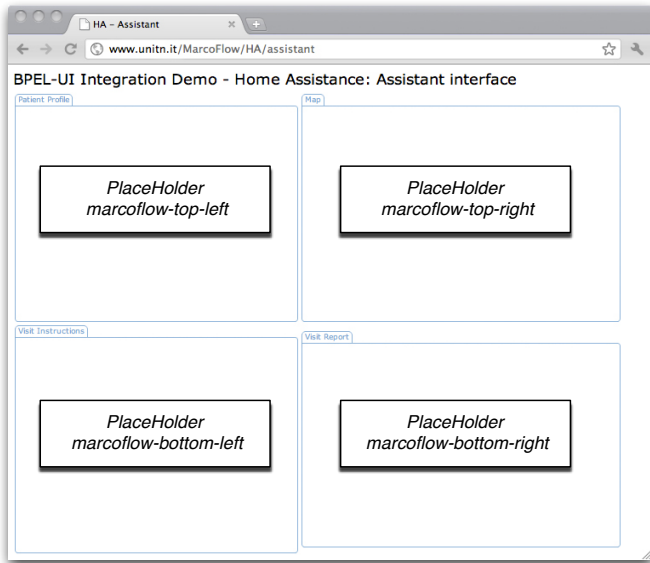 HA - Assistant
www.unitn.it/MarcoFlow/HA/assistant
BPEL-UI Integration Demo - Home Assistance: Assistnt interface
Patient Profile
Map
PlaceHolder
marcoflow-top-left
PlaceHolder
marcoflow-top-right
Visit Instructions
Visit Report
PlaceHolder
marcoflow-bottom-left
PlaceHolder
marcoflow-bottom-right